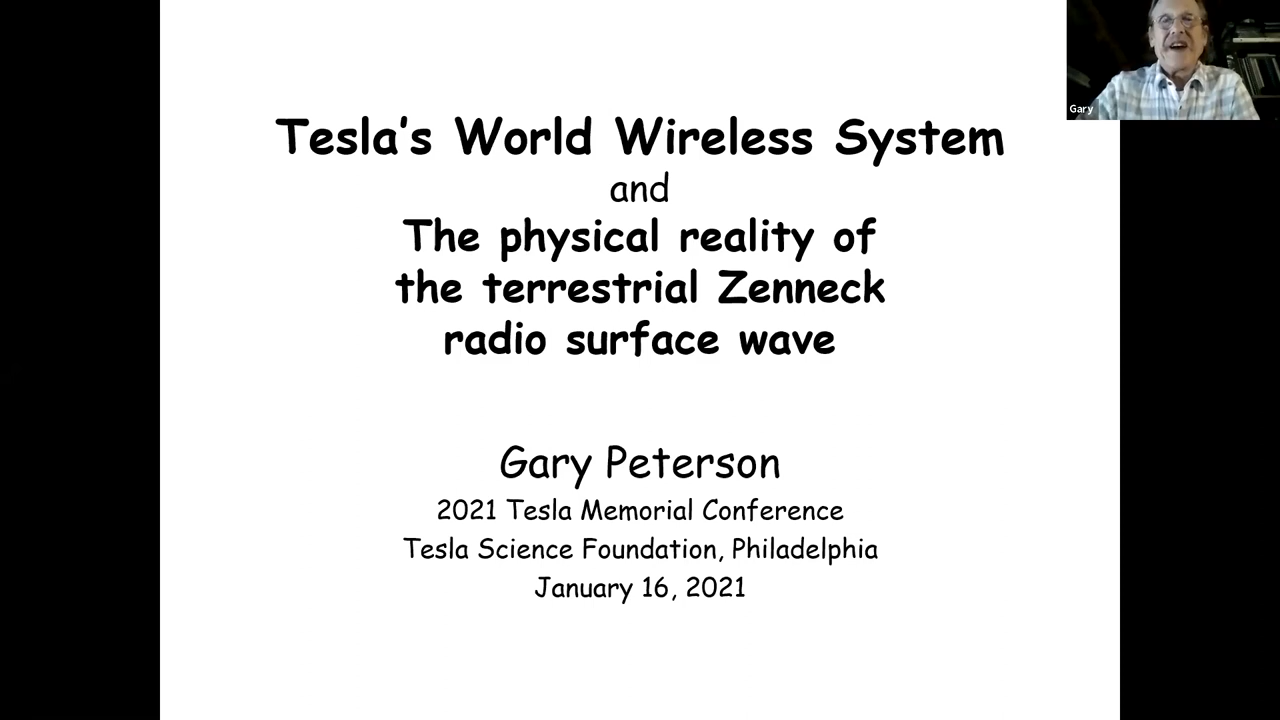 Tesla's World Wireless System
and
The physical reality of
the terrestrial Zenneck
radio surface wave
Gary Peterson
2021 Tesla Memorial Conference
Tesla Science Foundation, Philadelphia
January 16, 2021
Gary